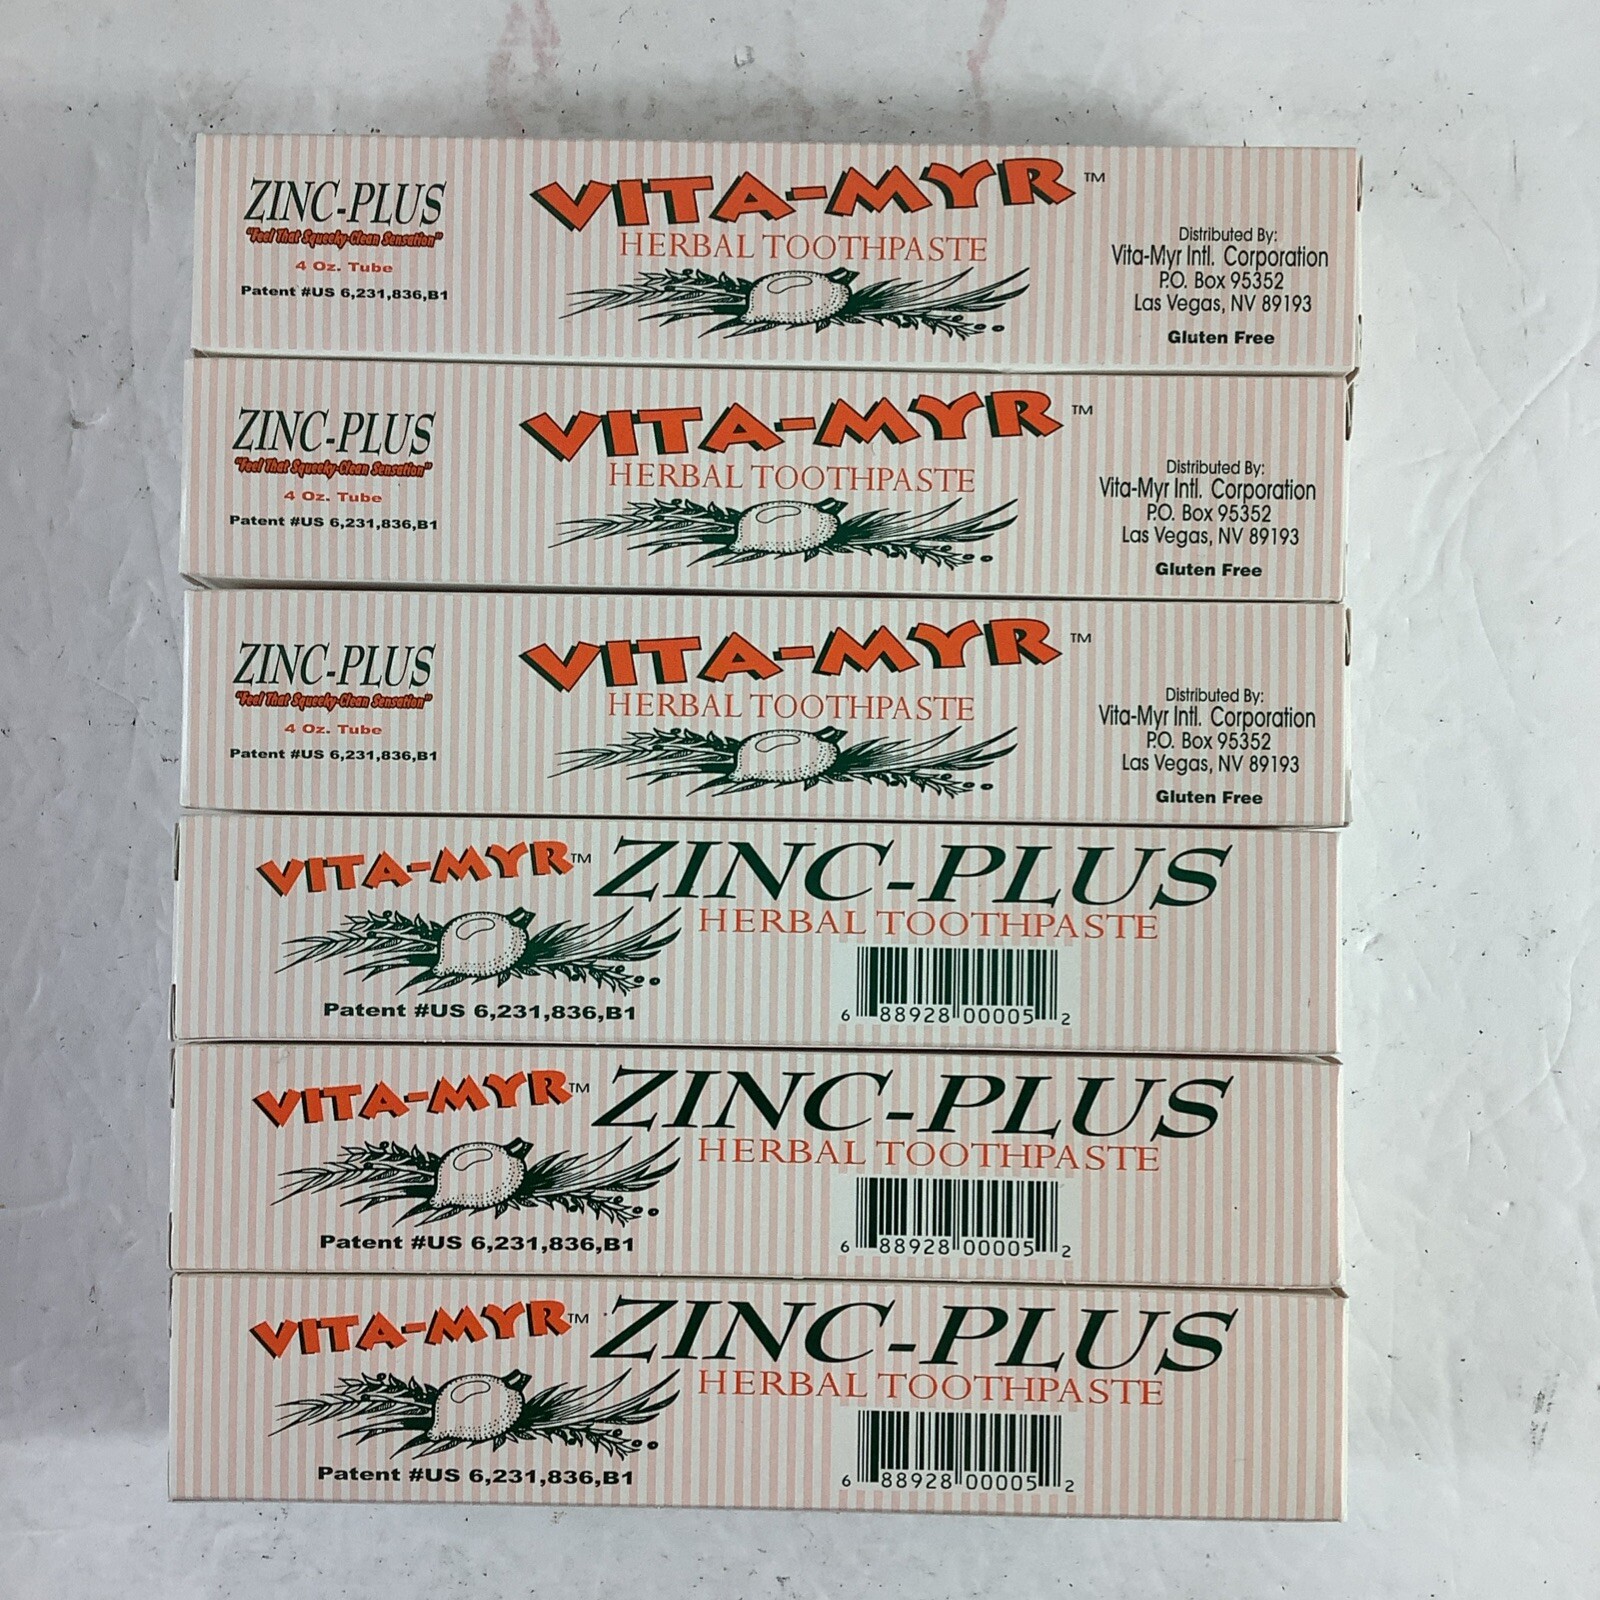 ZINC-PLUS
"Feel That Squeeky-Clean Sensation"
4 Oz. Tube
Patent #US 6,231,836,B1
VITA-MYR™
HERBAL TOOTHPASTE
Distributed By:
Vita-Myr Intl. Corporation
P.O. Box 95352
Las Vegas, NV 89193
Gluten Free
ZINC-PLUS
"Feel That Squeeky-Clean Sensation"
4 Oz. Tube
Patent #US 6,231,836,B1
VITA-MYR™
HERBAL TOOTHPASTE
Distributed By:
Vita-Myr Intl. Corporation
P.O. Box 95352
Las Vegas, NV 89193
Gluten Free
ZINC-PLUS
"Feel That Squeeky-Clean Sensation"
4 Oz. Tube
Patent #US 6,231,836,B1
VITA-MYR™
HERBAL TOOTHPASTE
Distributed By:
Vita-Myr Intl. Corporation
P.O. Box 95352
Las Vegas, NV 89193
Gluten Free
VITA-MYR™ ZINC-PLUS
HERBAL TOOTHPASTE
Patent #US 6,231,836,B1
6 88928 00005 2
VITA-MYR™ ZINC-PLUS
HERBAL TOOTHPASTE
Patent #US 6,231,836,B1
6 88928 00005 2
VITA-MYR™ ZINC-PLUS
HERBAL TOOTHPASTE
Patent #US 6,231,836,B1
6 88928 00005 2